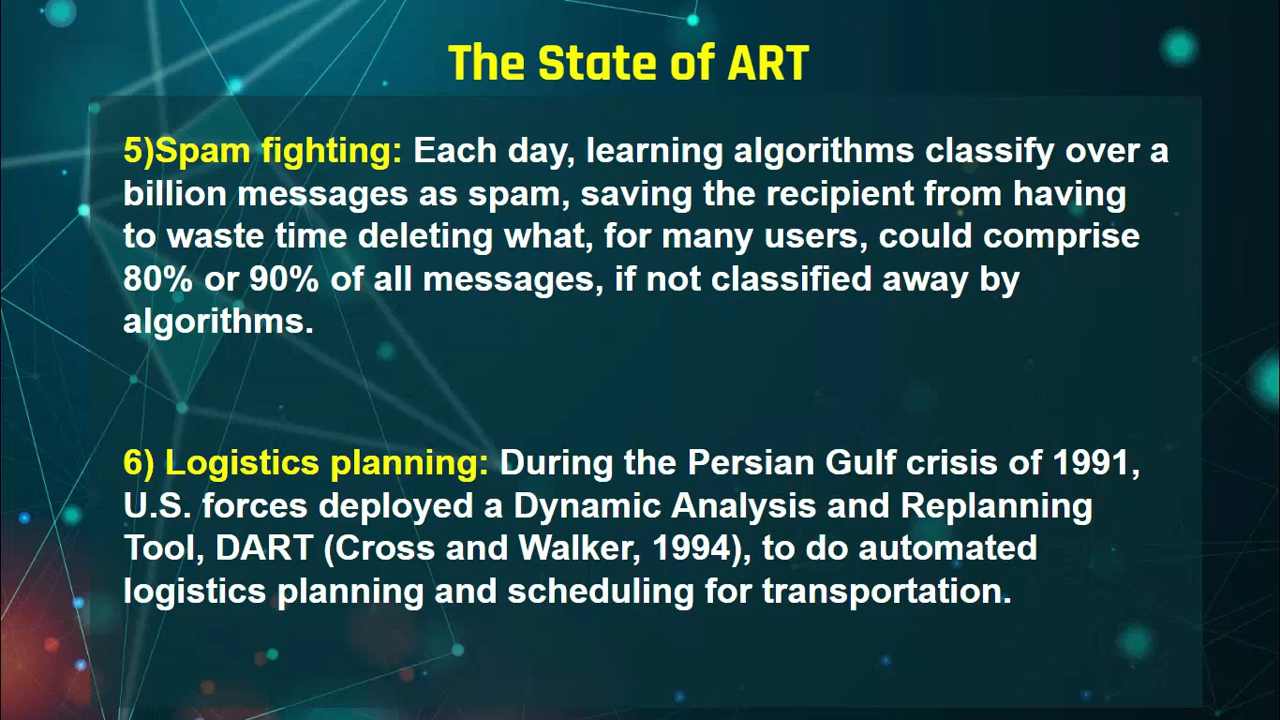 The State of ART
5)Spam fighting: Each day, learning algorithms classify over a
billion messages as spam, saving the recipient from having
to waste time deleting what, for many users, could comprise
80% or 90% of all messages, if not classified away by
algorithms.
6) Logistics planning: During the Persian Gulf crisis of 1991,
U.S. forces deployed a Dynamic Analysis and Replanning
Tool, DART (Cross and Walker, 1994), to do automated
logistics planning and scheduling for transportation.